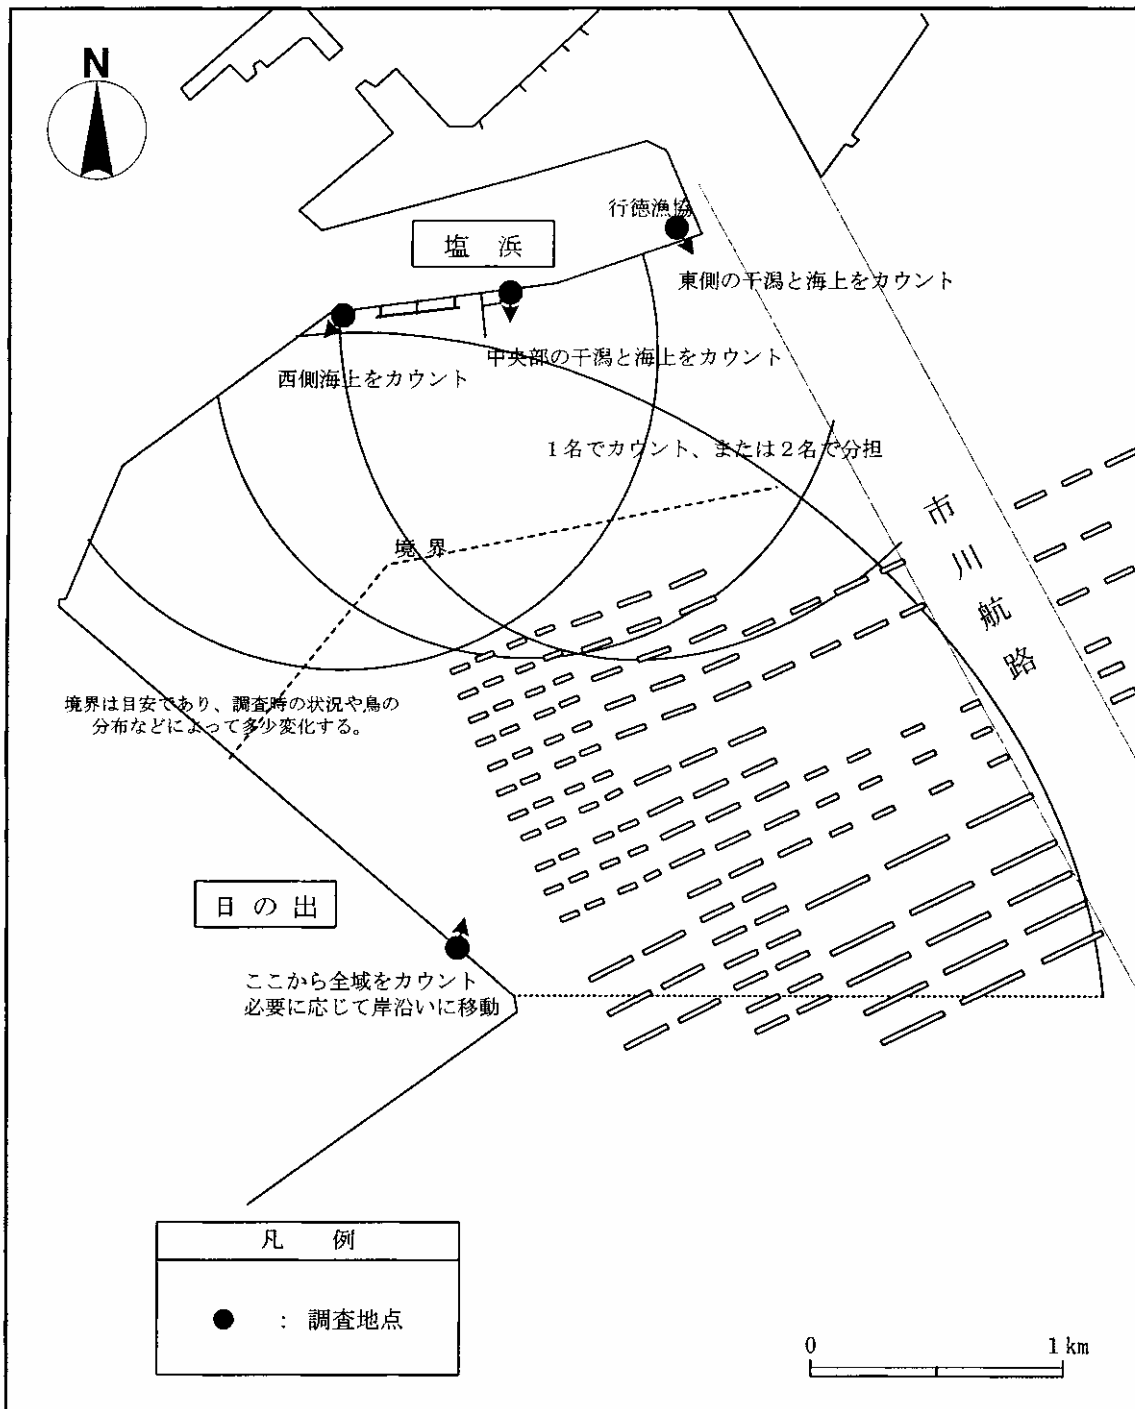 N
行徳漁協
塩 浜
東側の干潟と海上をカウント
中央部の干潟と海上をカウント
西側海上をカウント
1名でカウント、または2名で分担
市川航路
境 界
境界は目安であり、調査時の状況や鳥の
分布などによって多少変化する。
日 の 出
ここから全域をカウント
必要に応じて岸沿いに移動
凡 例
● : 調査地点
0 1 km